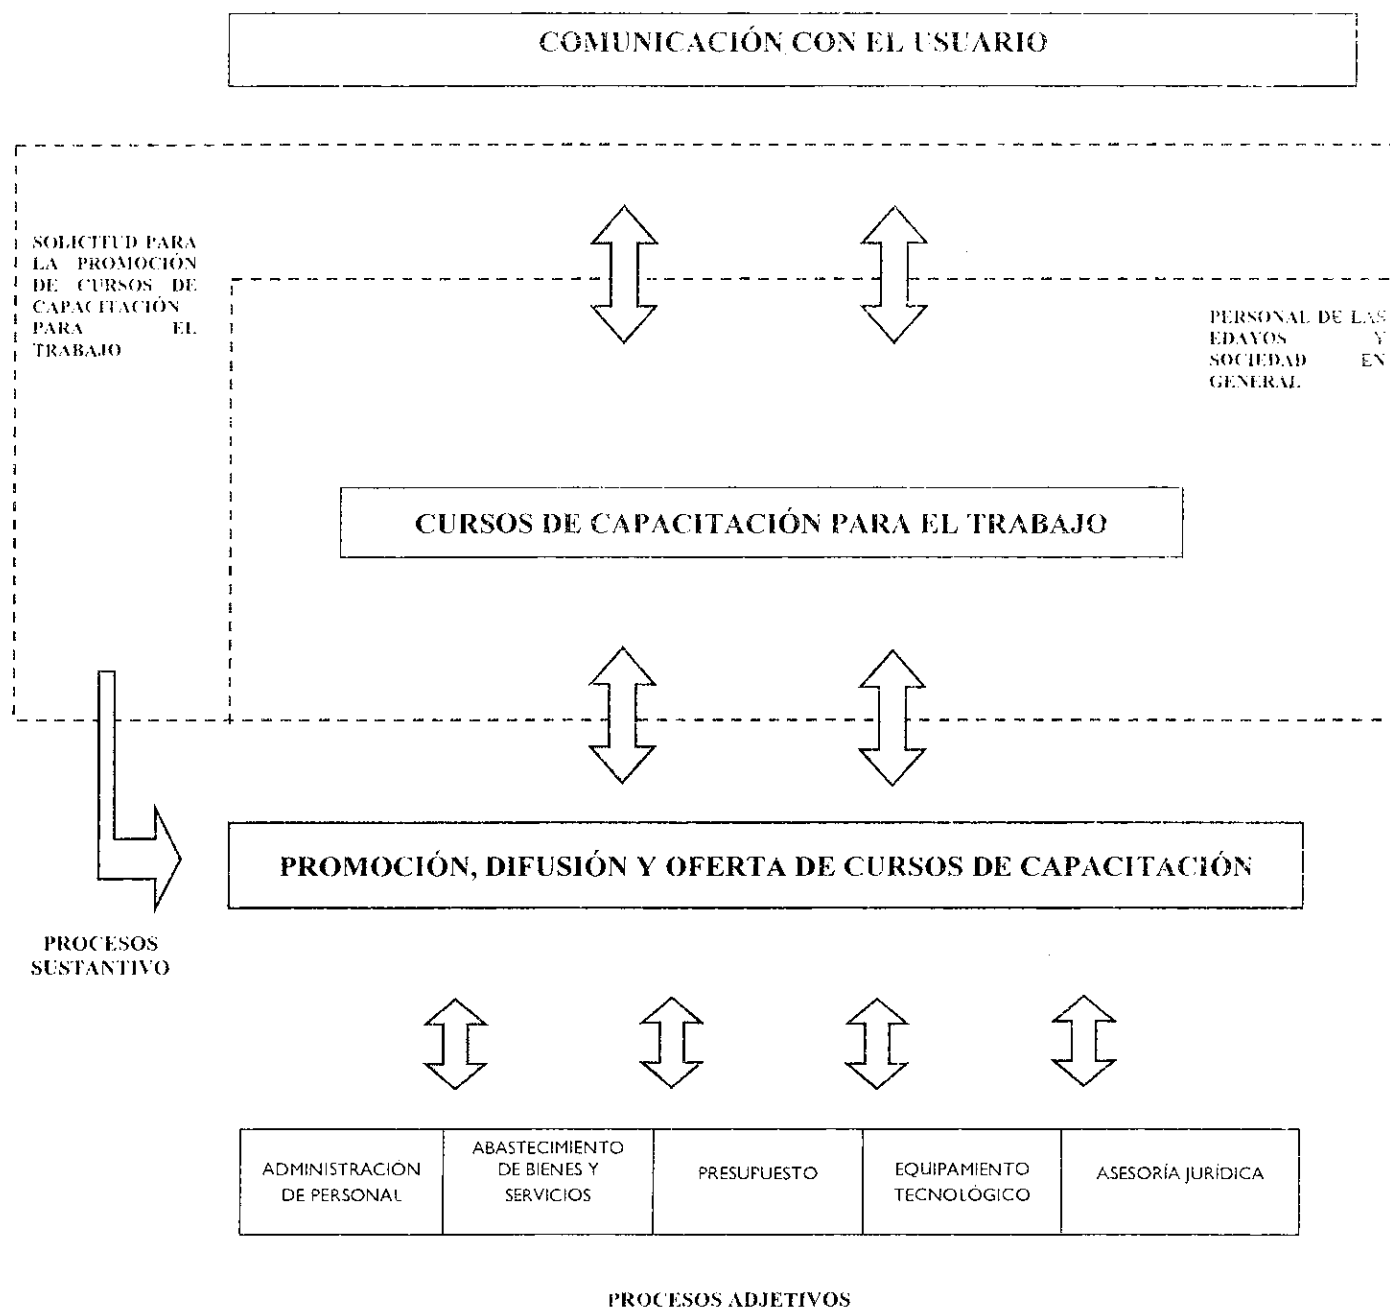 COMUNICACIÓN CON EL USUARIO
SOLICITUD PARA
LA PROMOCIÓN
DE CURSOS DE
CAPACITACIÓN
PARA EL
TRABAJO
PERSONAL DE LAS
EDAYOS Y
SOCIEDAD EN
GENERAL
CURSOS DE CAPACITACIÓN PARA EL TRABAJO
PROMOCIÓN, DIFUSIÓN Y OFERTA DE CURSOS DE CAPACITACIÓN
PROCESOS
SUSTANTIVO
ADMINISTRACIÓN
DE PERSONAL
ABASTECIMIENTO
DE BIENES Y
SERVICIOS
PRESUPUESTO
EQUIPAMIENTO
TECNOLÓGICO
ASESORÍA JURÍDICA
PROCESOS ADJETIVOS